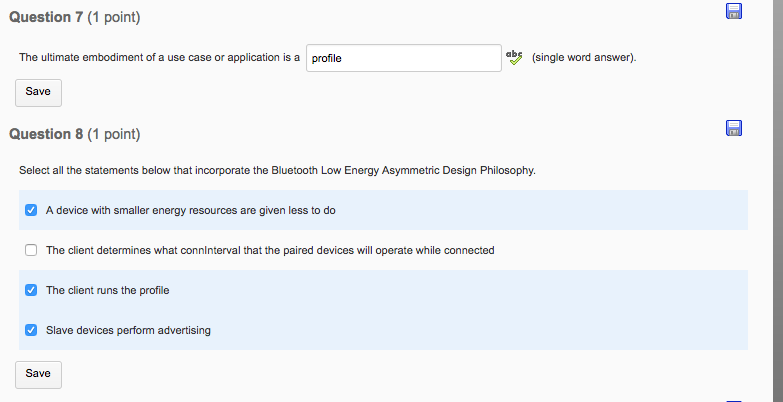 Question 7 (1 point)
The ultimate embodiment of a use case or application is a profile abc (single word answer).
Save
Question 8 (1 point)
Select all the statements below that incorporate the Bluetooth Low Energy Asymmetric Design Philosophy.
A device with smaller energy resources are given less to do
The client determines what connInterval that the paired devices will operate while connected
The client runs the profile
Slave devices perform advertising
Save